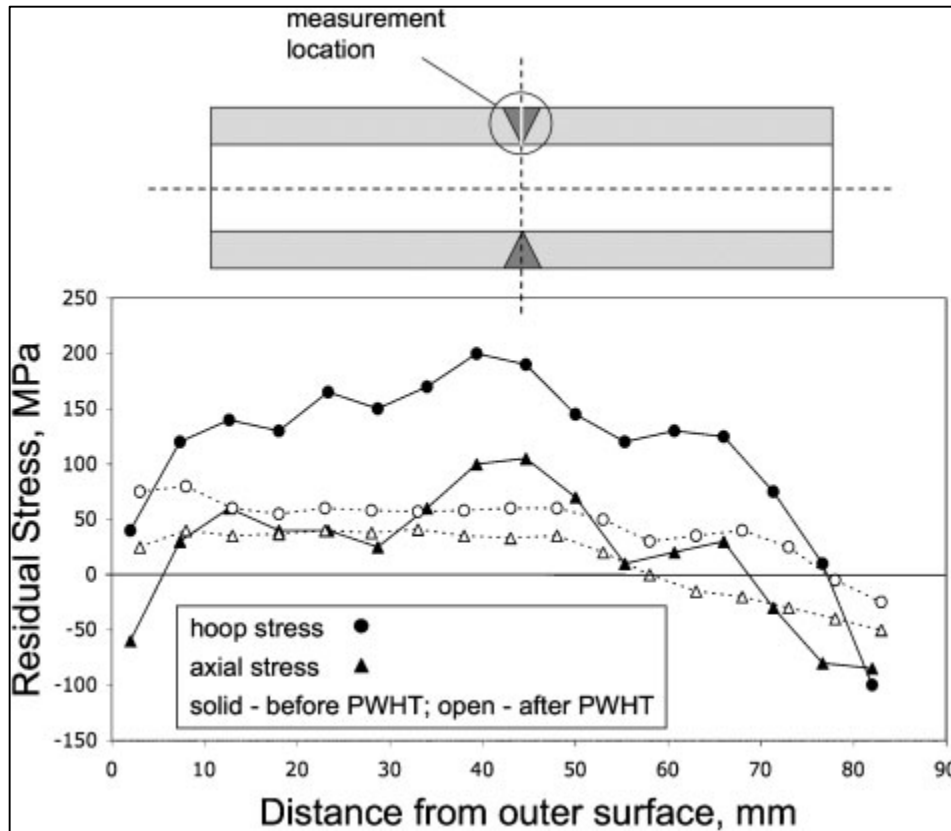 measurement
location
Residual Stress, MPa
250
200
150
100
50
0
-50
-100
-150
hoop stress
axial stress
solid - before PWHT; open - after PWHT
0 10 20 30 40 50 60 70 80 90
Distance from outer surface, mm